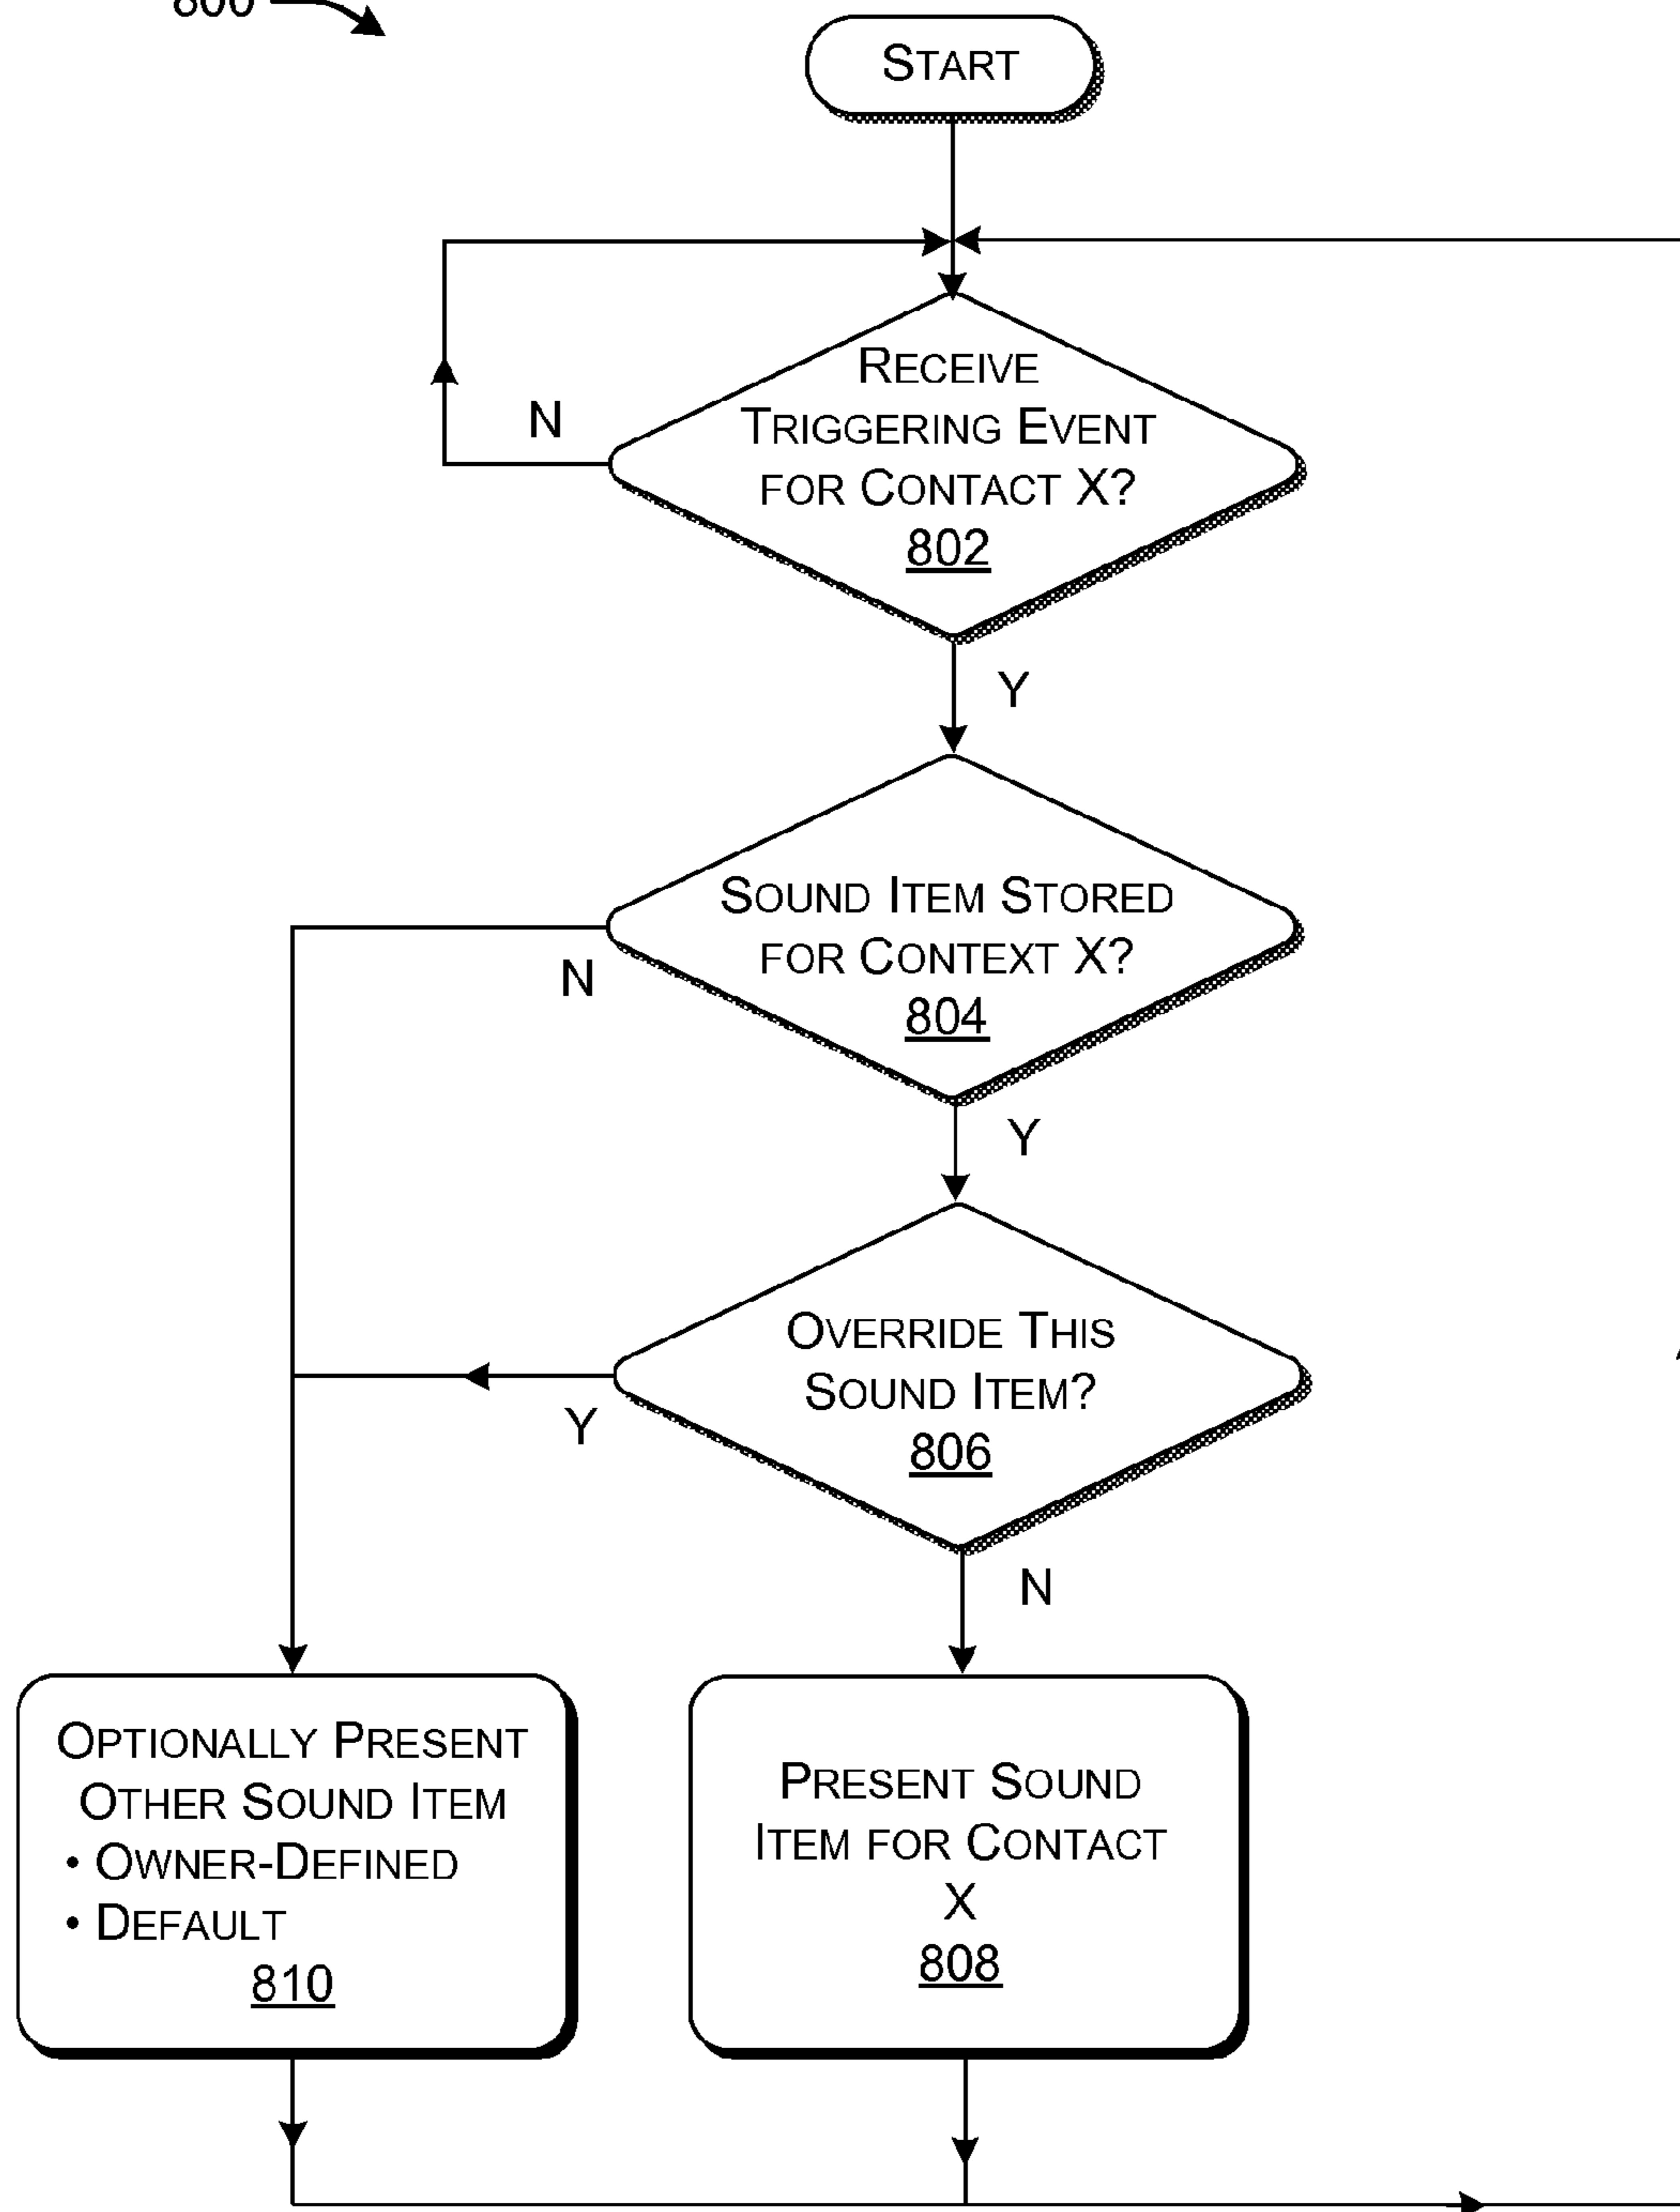 800
START
RECEIVE
TRIGGERING EVENT
FOR CONTACT X?
802
N
Y
SOUND ITEM STORED
FOR CONTEXT X?
804
N
Y
OVERRIDE THIS
SOUND ITEM?
806
Y
N
OPTIONALLY PRESENT
OTHER SOUND ITEM
• OWNER-DEFINED
• DEFAULT
810
PRESENT SOUND
ITEM FOR CONTACT
X
808